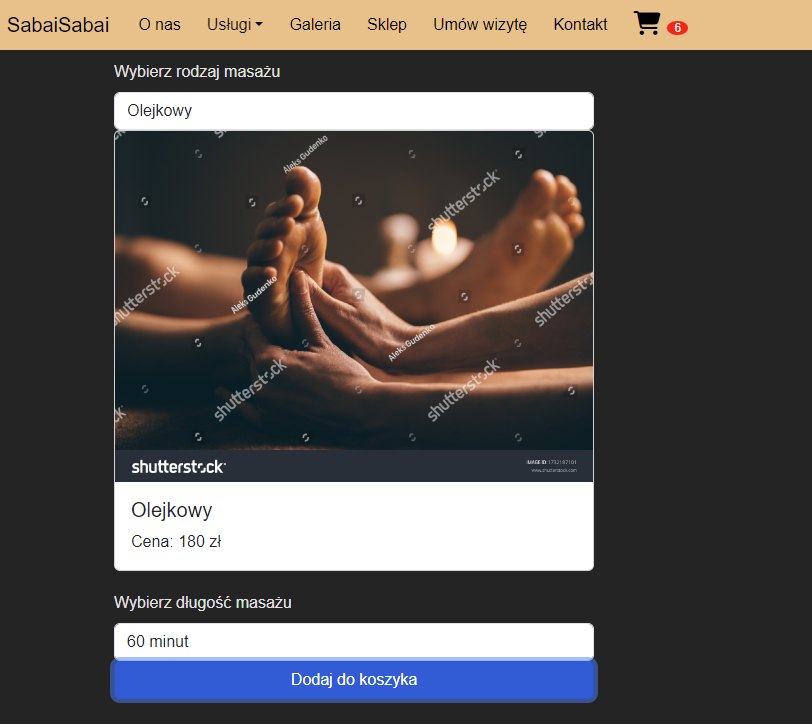 SabaiSabai O nas Usługi Galeria Sklep Umów wizytę Kontakt 6
Wybierz rodzaj masażu
Olejkowy
Aleks Gudenko
shutterstock
shutterstock
Aleks Gudenko
shutterstock
Aleks Gudenko
shutterstock
shutterstock
shutterstock
IMAGE ID: 1732187101
www.shutterstock.com
Olejkowy
Cena: 180 zł
Wybierz długość masażu
60 minut
Dodaj do koszyka